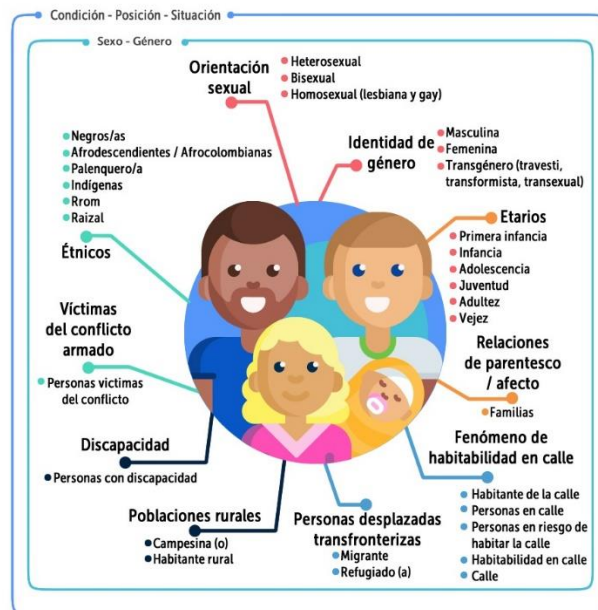 Condición - Posición - Situación
Sexo - Género
Orientación
sexual
Heterosexual
Bisexual
Homosexual (lesbiana y gay)
Identidad de
género
Masculina
Femenina
Transgénero (travesti,
transformista, transexual)
Negros/as
Afrodescendientes / Afrocolombianas
Palenquero/a
Indígenas
Rrom
Raizal
Étnicos
Etarios
Primera infancia
Infancia
Adolescencia
Juventud
Adultez
Vejez
Víctimas
del conflicto
armado
Personas victimas
del conflicto
Relaciones
de parentesco
/ afecto
Familias
Discapacidad
Personas con discapacidad
Fenómeno de
habitabilidad en calle
Habitante de la calle
Personas en calle
Personas en riesgo de
habitar la calle
Habitabilidad en calle
Calle
Poblaciones rurales
Campesina (o)
Habitante rural
Personas desplazadas
transfronterizas
Migrante
Refugiado (a)